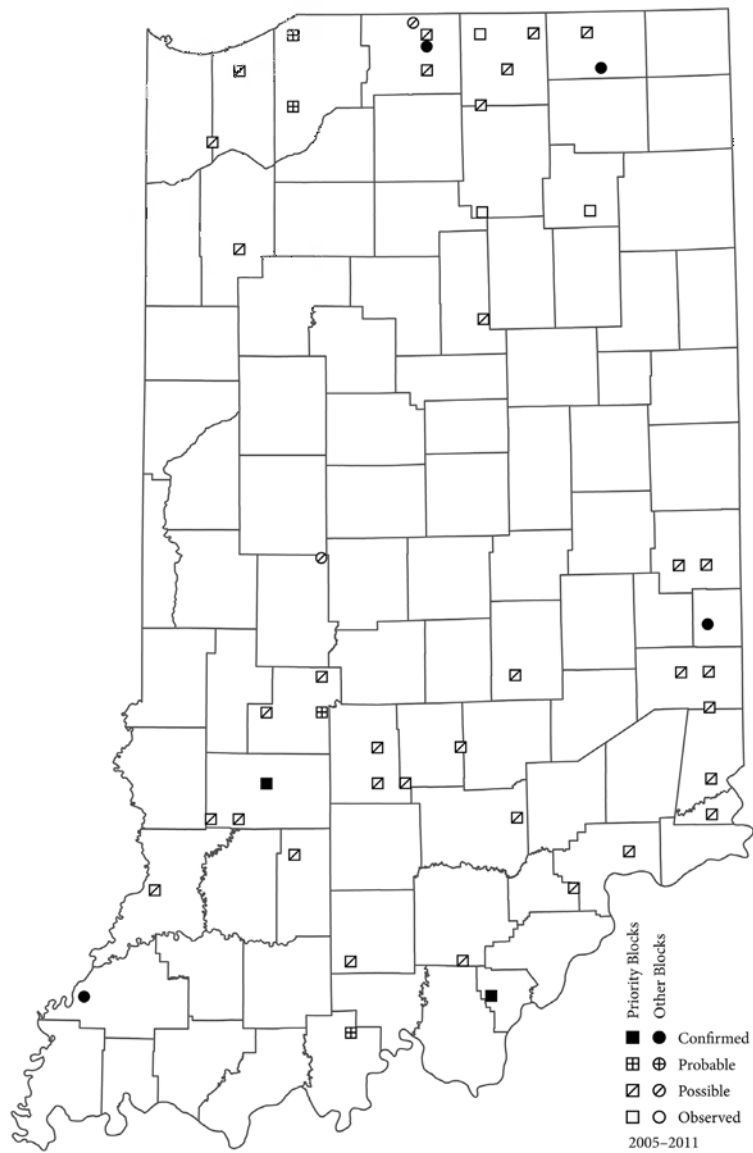 Priority Blocks
Other Blocks
Confirmed
Probable
Possible
Observed
2005–2011